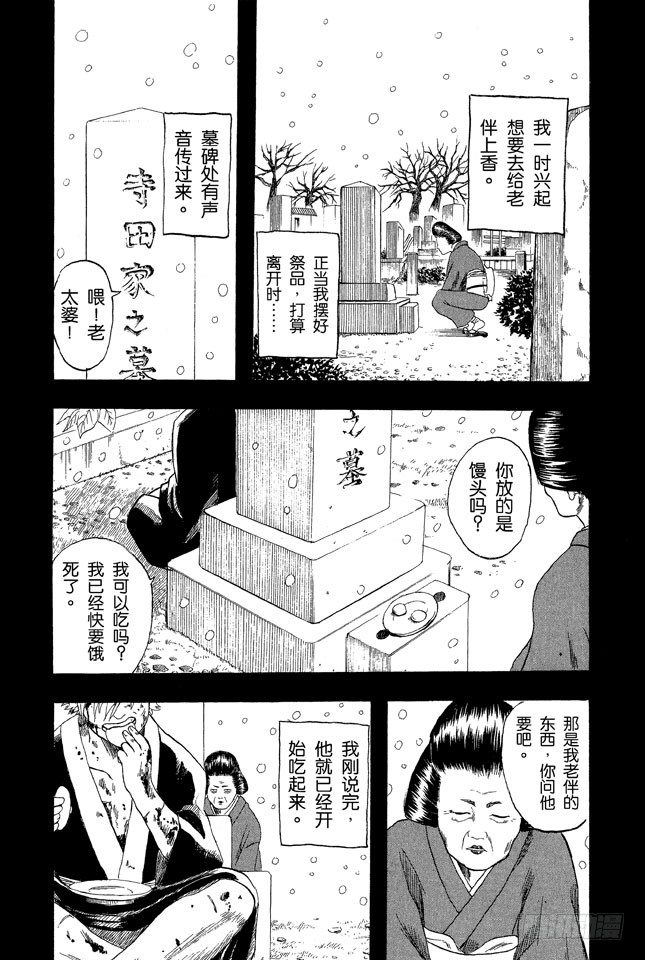 我一时兴起
想要去给老
伴上香。
正当我摆好
祭品，打算
离开时……
墓碑处有声
音传过来。
寺田家之墓
喂！老
太婆！
你放的是
馒头吗？
之墓
我可以吃吗？
我已经快要饿
死了。
那是我老伴的
东西，你问他
要吧。
我刚说完，
他就已经开
始吃起来。